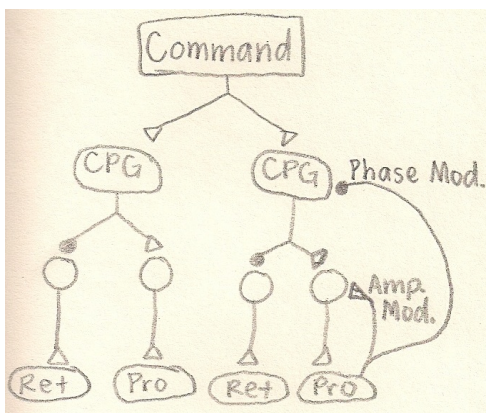 Command
CPG
CPG
Phase Mod.
Amp.
Mod.
Ret
Pro
Ret
Pro